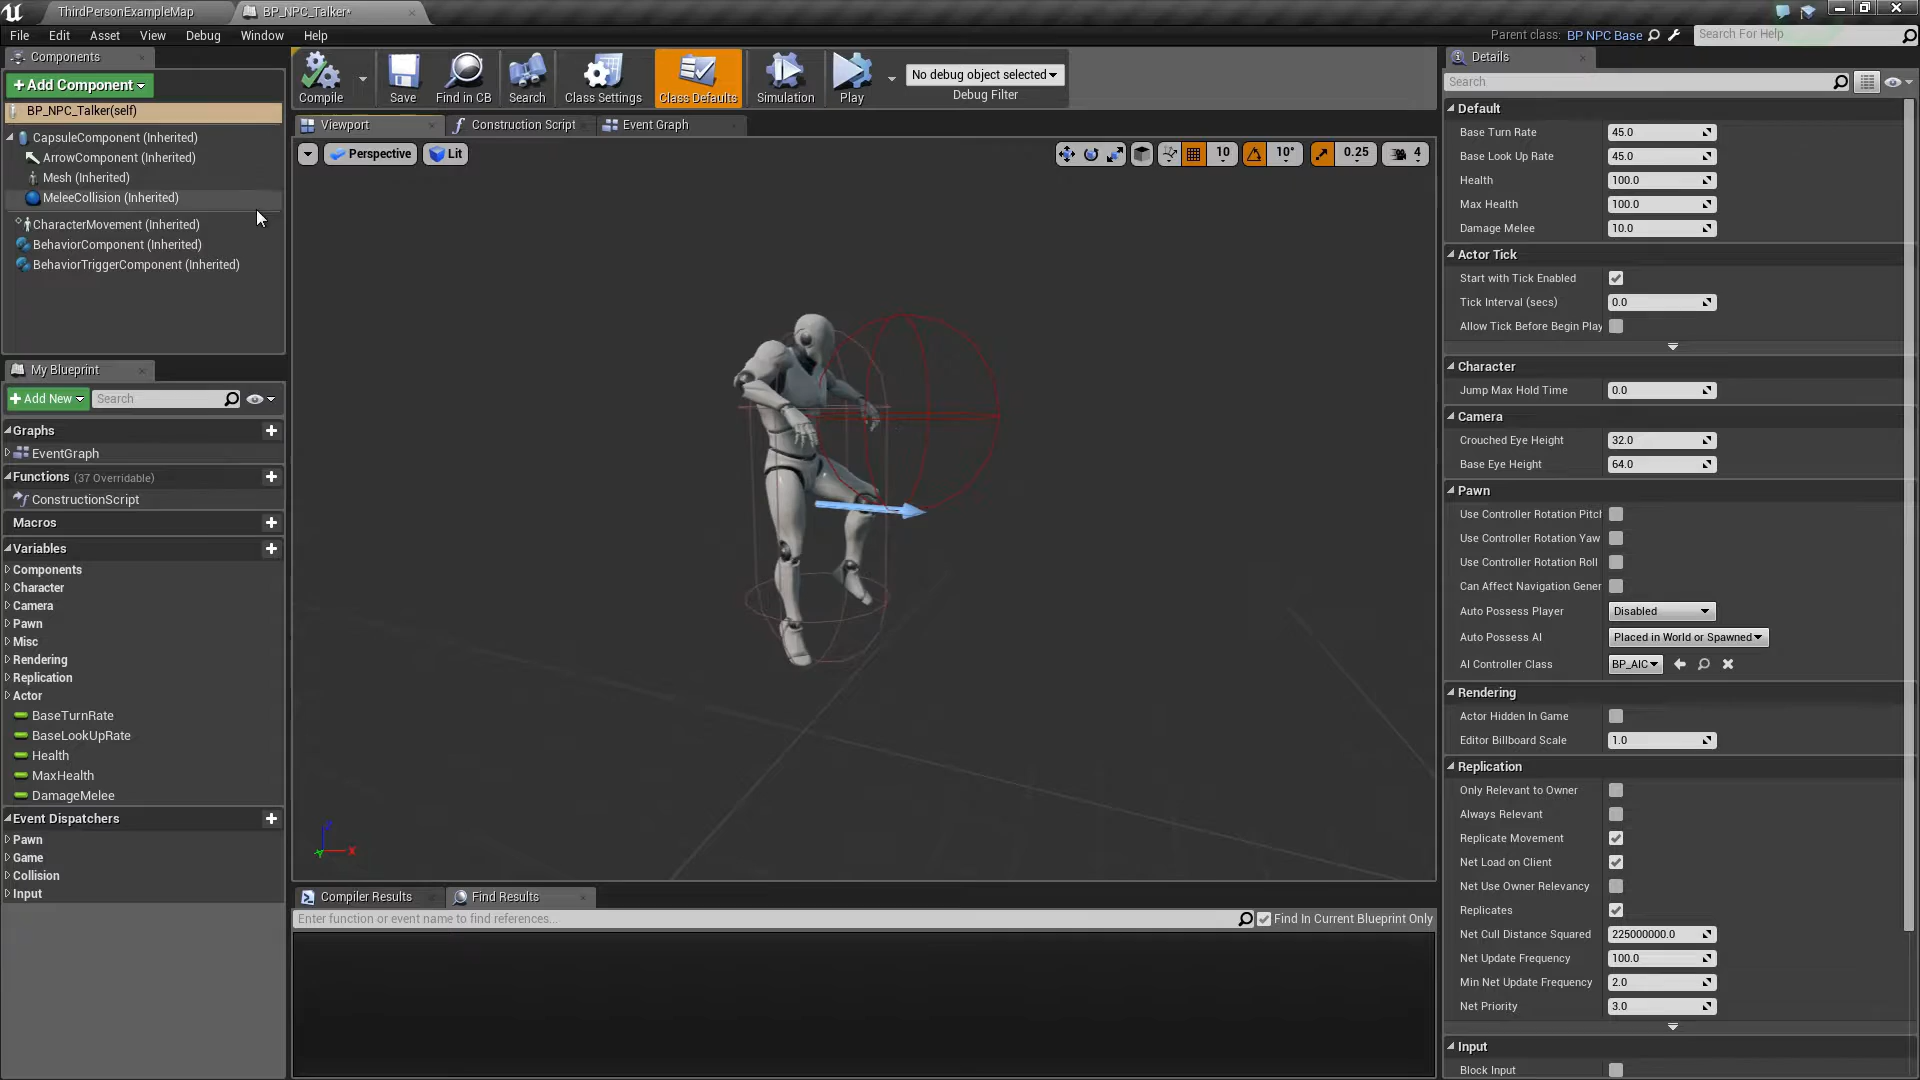 ThirdPersonExampleMap
BP_NPC_Talker*
File Edit Asset View Debug Window Help
Parent class: BP NPC Base
Search For Help
Components
+Add Component
BP_NPC_Talker(self)
CapsuleComponent (Inherited)
ArrowComponent (Inherited)
Mesh (Inherited)
MeleeCollision (Inherited)
CharacterMovement (Inherited)
BehaviorComponent (Inherited)
BehaviorTriggerComponent (Inherited)
My Blueprint
+Add New Search
Graphs
EventGraph
Functions (37 Overridable)
ConstructionScript
Macros
Variables
Components
Character
Camera
Pawn
Misc
Rendering
Replication
Actor
BaseTurnRate
BaseLookUpRate
Health
MaxHealth
DamageMelee
Event Dispatchers
Pawn
Game
Collision
Input
Compile Save Find in CB Search Class Settings Class Defaults Simulation Play
No debug object selected
Debug Filter
Viewport Construction Script Event Graph
Perspective Lit
10 10° 0.25 4
Z
X
Compiler Results Find Results
Enter function or event name to find references...
Find In Current Blueprint Only
Details
Search
Default
Base Turn Rate 45.0
Base Look Up Rate 45.0
Health 100.0
Max Health 100.0
Damage Melee 10.0
Actor Tick
Start with Tick Enabled
Tick Interval (secs) 0.0
Allow Tick Before Begin Play
Character
Jump Max Hold Time 0.0
Camera
Crouched Eye Height 32.0
Base Eye Height 64.0
Pawn
Use Controller Rotation Pitch
Use Controller Rotation Yaw
Use Controller Rotation Roll
Can Affect Navigation Gener
Auto Possess Player Disabled
Auto Possess AI Placed in World or Spawned
AI Controller Class BP_AIC
Rendering
Actor Hidden In Game
Editor Billboard Scale 1.0
Replication
Only Relevant to Owner
Always Relevant
Replicate Movement
Net Load on Client
Net Use Owner Relevancy
Replicates
Net Cull Distance Squared 225000000.0
Net Update Frequency 100.0
Min Net Update Frequency 2.0
Net Priority 3.0
Input
Block Input